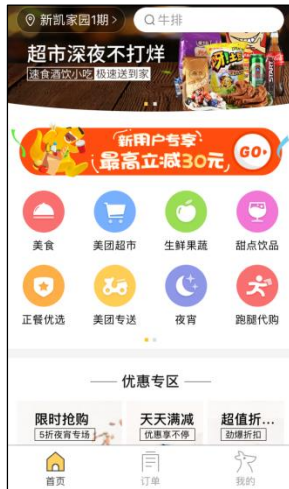 新凯家园1期 >
牛排
超市深夜不打烊
速食酒饮小吃 极速送到家
新用户专享
最高立减30元
GO
美食
美团超市
生鲜果蔬
甜点饮品
正餐优选
美团专送
夜宵
跑腿代购
优惠专区
限时抢购
天天满减
超值折...
5折夜宵专场
优惠享不停
劲爆折扣
首页
订单
我的